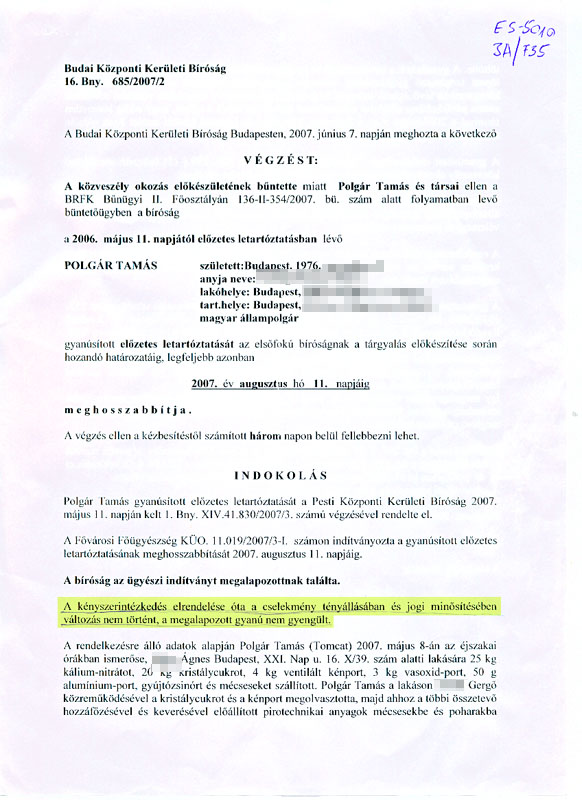 ES-5010
3A/735
Budai Központi Kerületi Bíróság
16. Bny. 685/2007/2
A Budai Központi Kerületi Bíróság Budapesten, 2007. június 7. napján meghozta a következő
V É G Z É S T :
A közveszély okozás előkészületének bűntette miatt Polgár Tamás és társai ellen a
BRFK Bűnügyi II. Főosztályán 136-II-354/2007. bü. szám alatt folyamatban levő
büntetőügyben a bíróság
a 2006. május 11. napjától előzetes letartóztatásban lévő
POLGÁR TAMÁS született:Budapest. 1976.
anyja neve:
lakóhelye: Budapest,
tart.helye: Budapest,
magyar állampolgár
gyanúsított előzetes letartóztatását az elsőfokú bíróságnak a tárgyalás előkészítése során
hozandó határozatáig, legfeljebb azonban
2007. év augusztus hó 11. napjáig
m e g h o s s z a b b í t j a .
A végzés ellen a kézbesítéstől számított három napon belül fellebbezni lehet.
I N D O K O L Á S
Polgár Tamás gyanúsított előzetes letartóztatását a Pesti Központi Kerületi Bíróság 2007.
május 11. napján kelt 1. Bny. XIV.41.830/2007/3. számú végzésével rendelte el.
A Fővárosi Főügyészség KÜO. 11.019/2007/3-I. számon indítványozta a gyanúsított előzetes
letartóztatásának meghosszabbítását 2007. augusztus 11. napjáig.
A bíróság az ügyészi indítványt megalapozottnak találta.
A kényszerintézkedés elrendelése óta a cselekmény tényállásában és jogi minősítésében
változás nem történt, a megalapozott gyanú nem gyengült.
A rendelkezésre álló adatok alapján Polgár Tamás (Tomcat) 2007. május 8-án az éjszakai
órákban ismerőse, Ágnes Budapest, XXI. Nap u. 16. X/39. szám alatti lakására 25 kg
kálium-nitrátot, 20 kg kristálycukrot, 4 kg ventilált kénport, 3 kg vasoxid-port, 50 g
alumínium-port, gyújtózsinórt és mécseseket szállított. Polgár Tamás a lakáson Gergő
közreműködésével a kristálycukrot és a kénport megolvasztotta, majd ahhoz a többi összetevő
hozzáfőzésével és keverésével előállított pirotechnikai anyagok mécsesekbe és poharakba